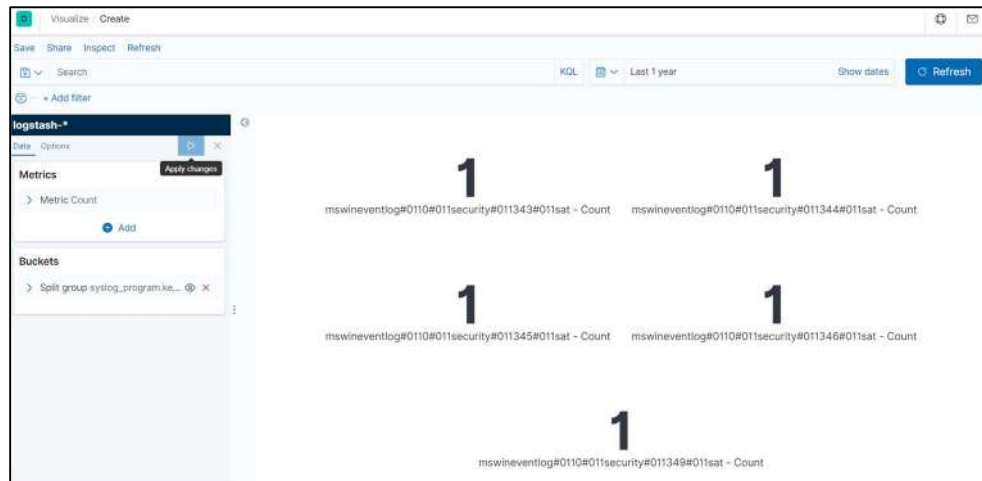 D Visualize / Create
Save Share Inspect Refresh
Search KQL Last 1 year Show dates Refresh
+ Add filter
logstash-*
Data Options
Apply changes
Metrics
Metric Count
Add
Buckets
Split group syslog_program.ke...
1 1
mswineventlog#0110#011security#011343#011sat - Count mswineventlog#0110#011security#011344#011sat - Count
1 1
mswineventlog#0110#011security#011345#011sat - Count mswineventlog#0110#011security#011346#011sat - Count
1
mswineventlog#0110#011security#011349#011sat - Count